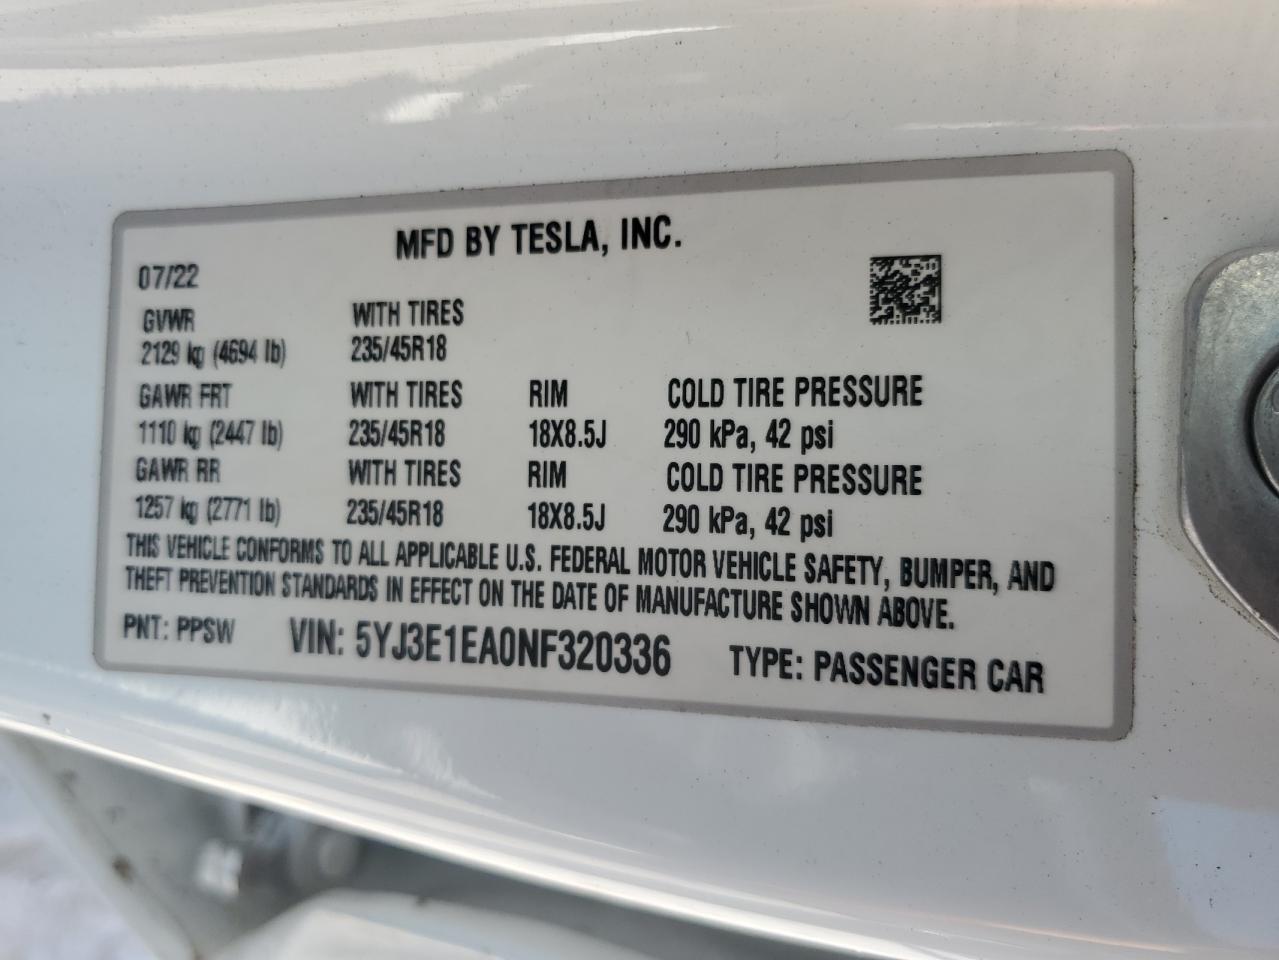 MFD BY TESLA, INC.
07/22
GVWR WITH TIRES
2129 kg (4694 lb) 235/45R18
GAWR FRT WITH TIRES RIM COLD TIRE PRESSURE
1110 kg (2447 lb) 235/45R18 18X8.5J 290 kPa, 42 psi
GAWR RR WITH TIRES RIM COLD TIRE PRESSURE
1257 kg (2771 lb) 235/45R18 18X8.5J 290 kPa, 42 psi
THIS VEHICLE CONFORMS TO ALL APPLICABLE U.S. FEDERAL MOTOR VEHICLE SAFETY, BUMPER, AND
THEFT PREVENTION STANDARDS IN EFFECT ON THE DATE OF MANUFACTURE SHOWN ABOVE.
PNT: PPSW VIN: 5YJ3E1EA0NF320336 TYPE: PASSENGER CAR